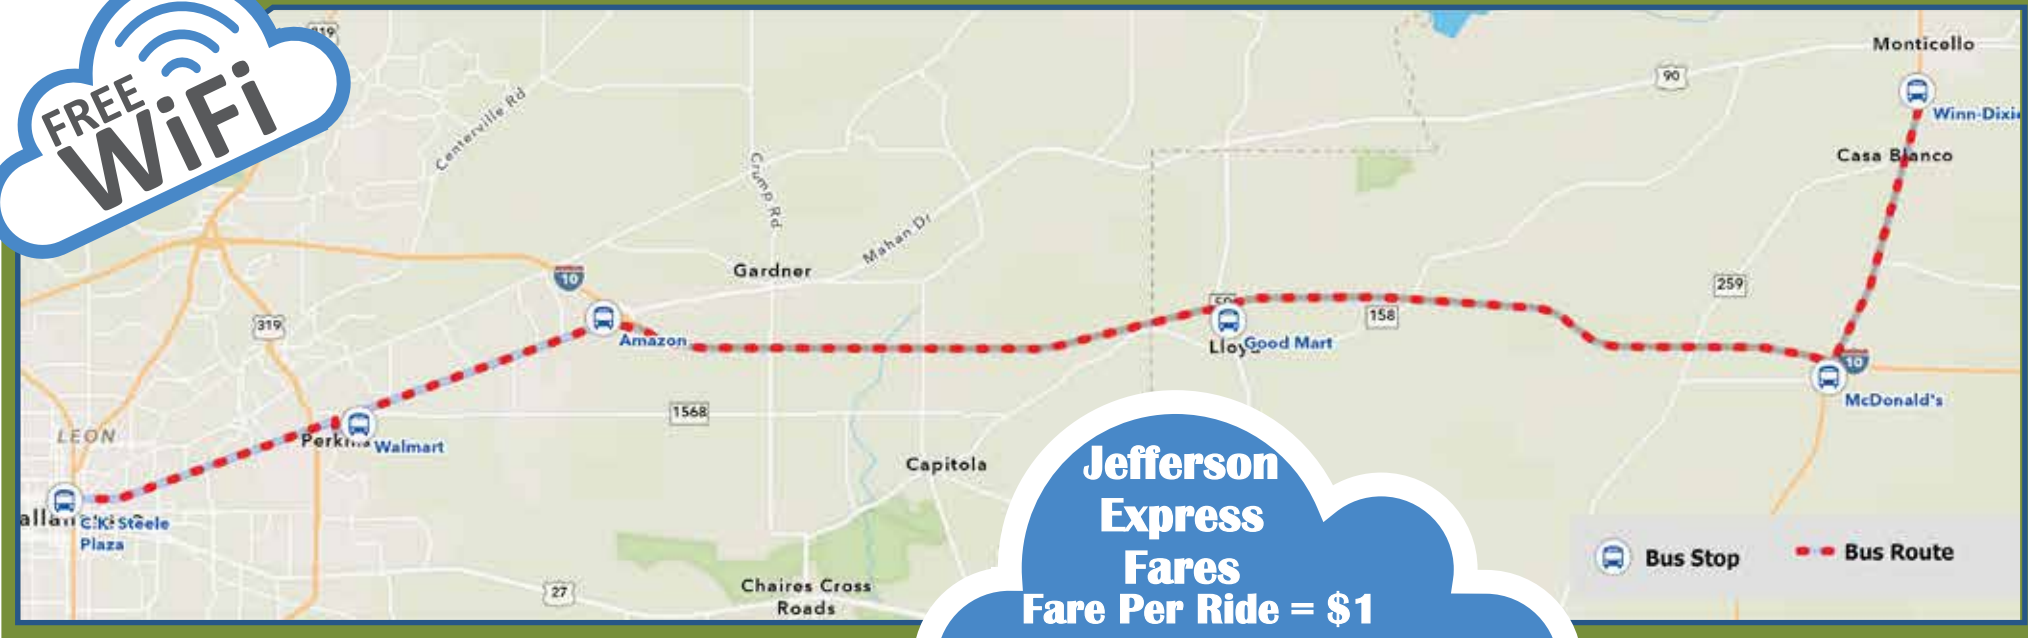 FREE
WiFi
319
Centerville Rd
Crump Rd
Mahan Dr
Gardner
10
319
Amazon
1568
LEON
Walmart
C.K. Steele
Plaza
27
Capitola
Chaires Cross
Roads
90
Monticello
Winn-Dixi
Casa Blanco
259
158
Good Mart
10
McDonald's
Jefferson
Express
Fares
Fare Per Ride = $1
Bus Stop
Bus Route